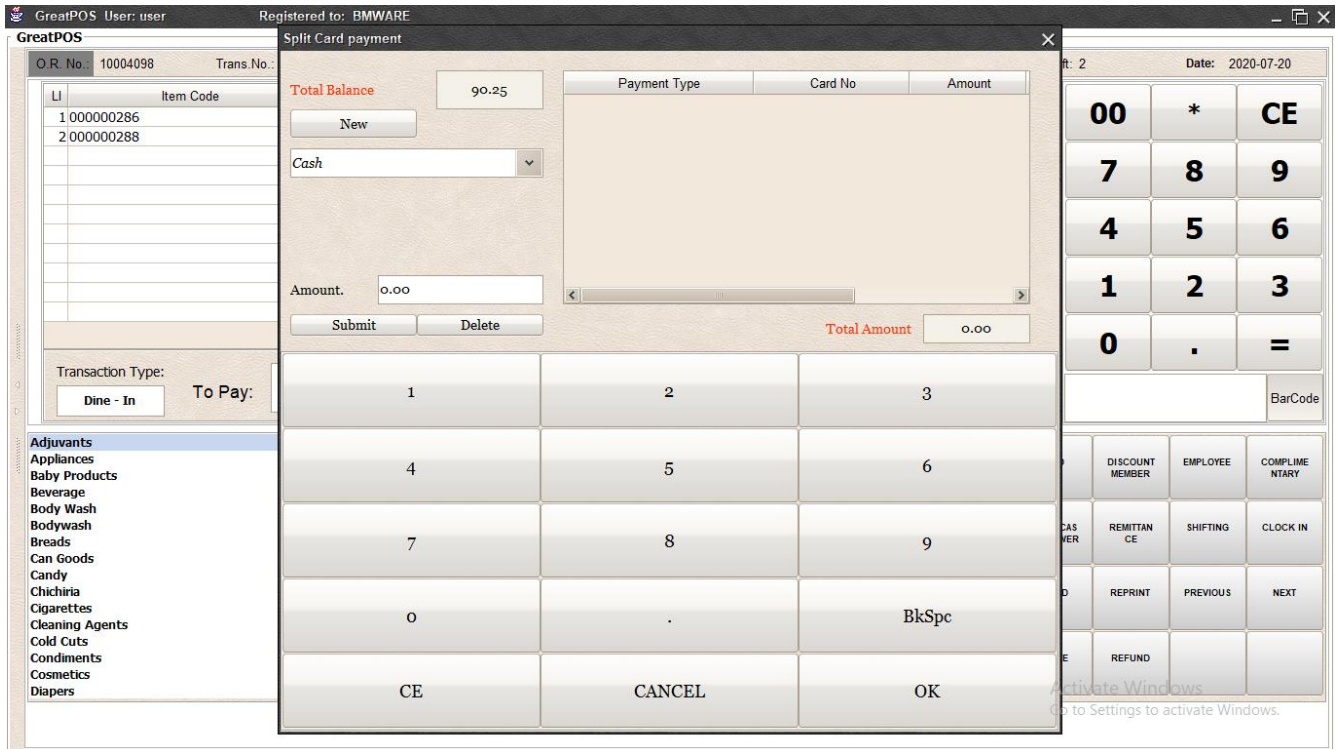 GreatPOS User: user Registered to: BMWARE
GreatPOS
O.R. No.: 10004098 Trans.No.:
LI Item Code
1 000000286
2 000000288
Transaction Type:
Dine - In
To Pay:
Split Card payment
Total Balance 90.25
New
Cash
Payment Type Card No Amount
Amount. 0.00
Submit Delete
Total Amount 0.00
1 2 3
4 5 6
7 8 9
0 . BkSpc
CE CANCEL OK
ft: 2 Date: 2020-07-20
00 * CE
7 8 9
4 5 6
1 2 3
0 . =
BarCode
Adjuvants
Appliances
Baby Products
Beverage
Body Wash
Bodywash
Breads
Can Goods
Candy
Chichiria
Cigarettes
Cleaning Agents
Cold Cuts
Condiments
Cosmetics
Diapers
DISCOUNT
MEMBER
EMPLOYEE
COMPLIME
NTARY
CAS
WER
REMITTAN
CE
SHIFTING
CLOCK IN
D
REPRINT
PREVIOUS
NEXT
E
REFUND
Activate Windows
Go to Settings to activate Windows.